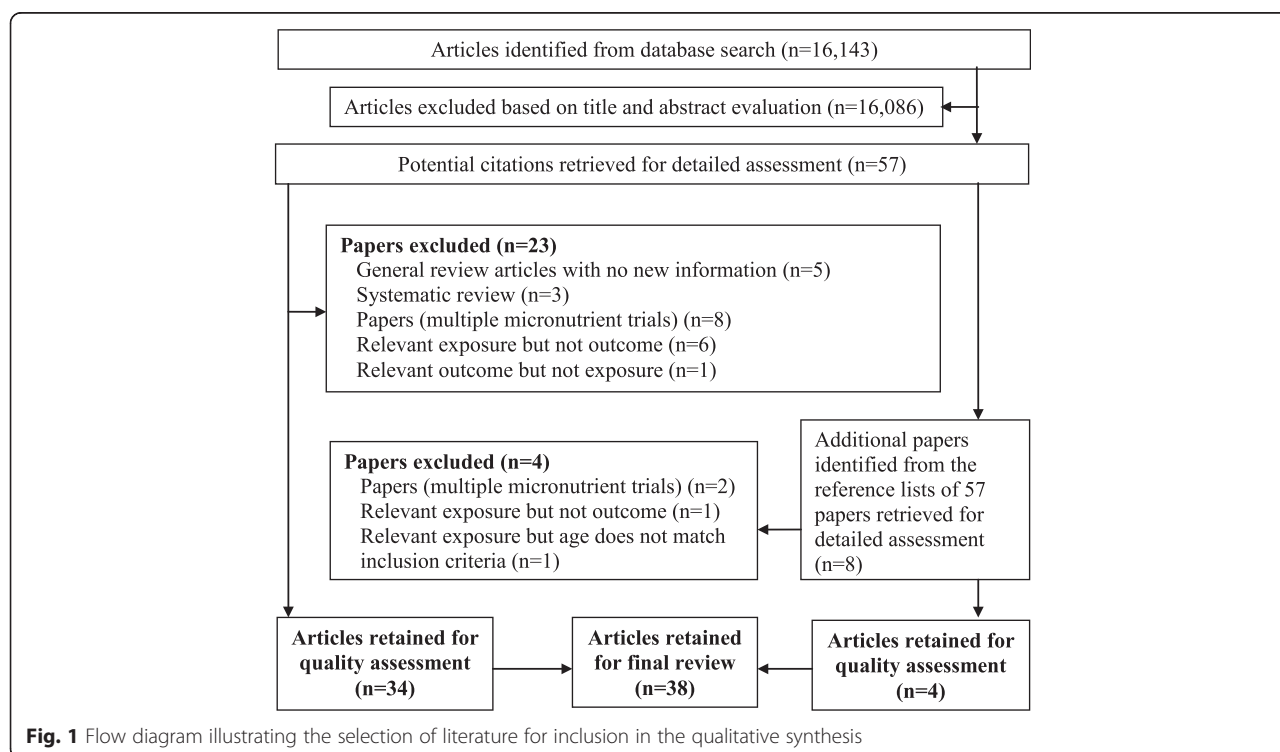 Articles identified from database search (n=16,143)
Articles excluded based on title and abstract evaluation (n=16,086)
Potential citations retrieved for detailed assessment (n=57)
Papers excluded (n=23)
General review articles with no new information (n=5)
Systematic review (n=3)
Papers (multiple micronutrient trials) (n=8)
Relevant exposure but not outcome (n=6)
Relevant outcome but not exposure (n=1)
Additional papers
identified from the
reference lists of 57
papers retrieved for
detailed assessment
(n=8)
Papers excluded (n=4)
Papers (multiple micronutrient trials) (n=2)
Relevant exposure but not outcome (n=1)
Relevant exposure but age does not match
inclusion criteria (n=1)
Articles retained for
quality assessment
(n=34)
Articles retained
for final review
(n=38)
Articles retained for
quality assessment
(n=4)
Fig. 1 Flow diagram illustrating the selection of literature for inclusion in the qualitative synthesis